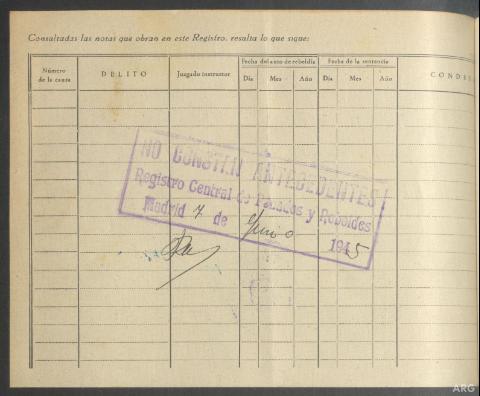 Consultadas las notas que obran en este Registro, resulta lo que sigue:
Número de la causa
DELITO
Juzgado instructor
Fecha del auto de rebeldía
Día Mes Año
Fecha de la sentencia
Día Mes Año
CONDE
NO CONSTAN ANTECEDENTES
Registro Central de Penados y Rebeldes
Madrid 7 de Junio 1945
ARG